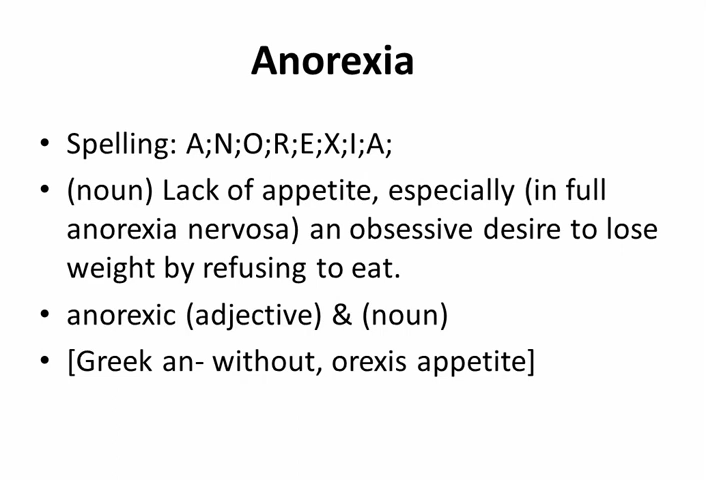 Anorexia
• Spelling: A;N;O;R;E;X;I;A;
• (noun) Lack of appetite, especially (in full
anorexia nervosa) an obsessive desire to lose
weight by refusing to eat.
• anorexic (adjective) & (noun)
• [Greek an- without, orexis appetite]